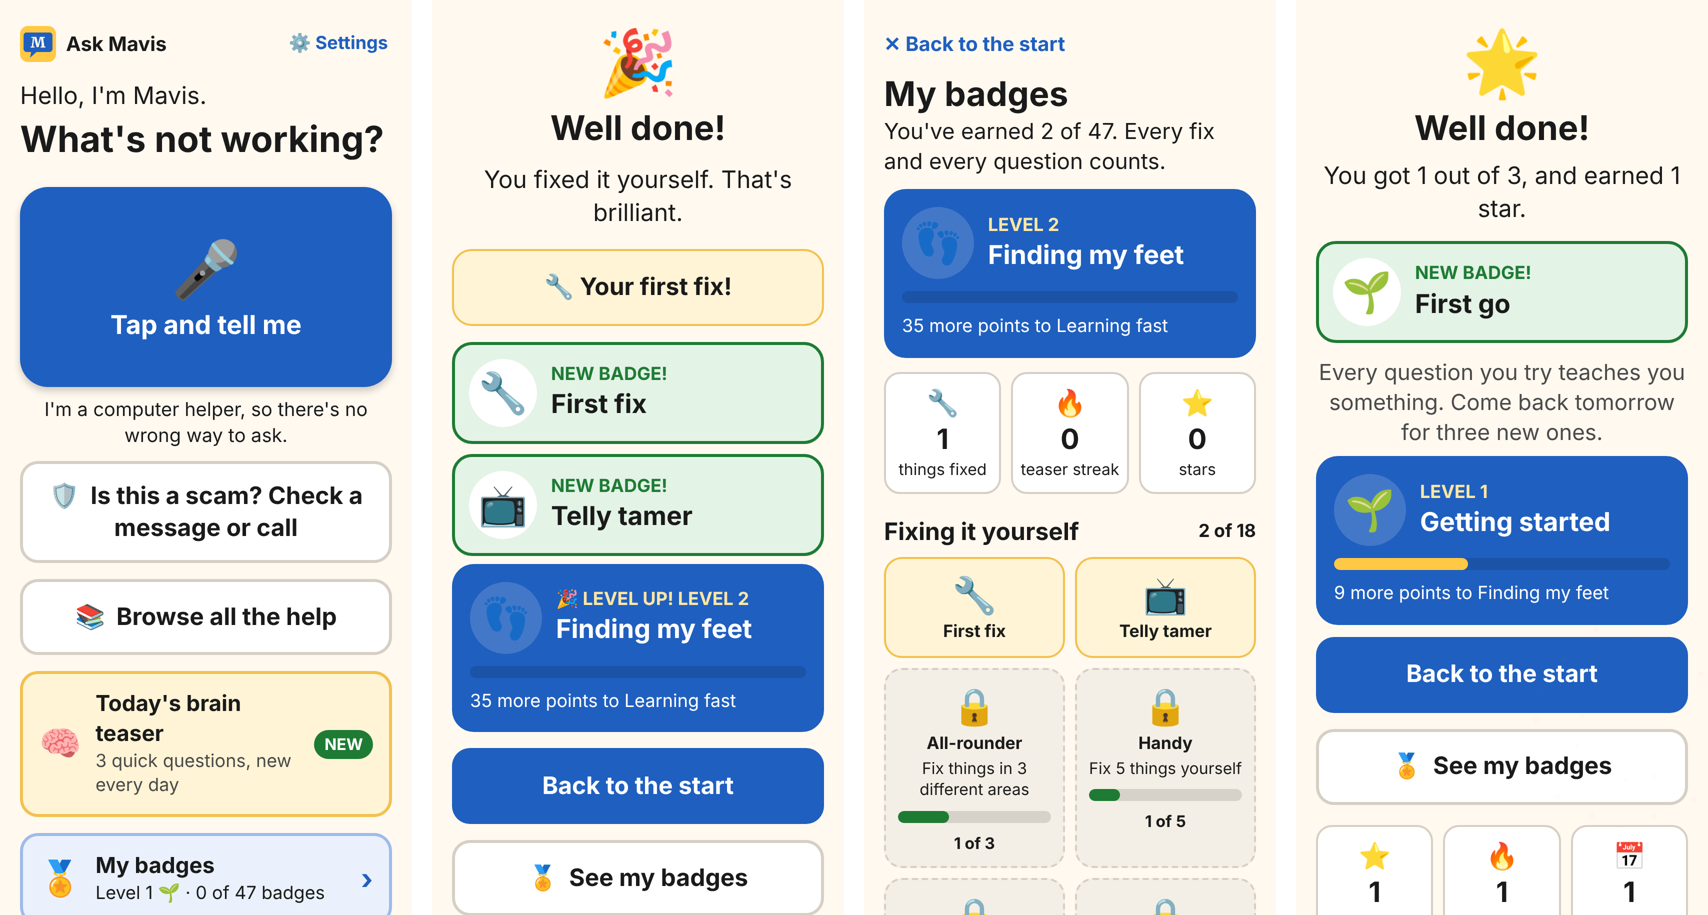 M Ask Mavis
Settings
Hello, I'm Mavis.
What's not working?
Tap and tell me
I'm a computer helper, so there's no
wrong way to ask.
Is this a scam? Check a
message or call
Browse all the help
Today's brain
teaser
3 quick questions, new
every day
NEW
My badges
Level 1 · 0 of 47 badges
Well done!
You fixed it yourself. That's
brilliant.
Your first fix!
NEW BADGE!
First fix
NEW BADGE!
Telly tamer
LEVEL UP! LEVEL 2
Finding my feet
35 more points to Learning fast
Back to the start
See my badges
✕ Back to the start
My badges
You've earned 2 of 47. Every fix
and every question counts.
LEVEL 2
Finding my feet
35 more points to Learning fast
1
things fixed
0
teaser streak
0
stars
Fixing it yourself
2 of 18
First fix
Telly tamer
All-rounder
Fix things in 3
different areas
1 of 3
Handy
Fix 5 things yourself
1 of 5
Well done!
You got 1 out of 3, and earned 1
star.
NEW BADGE!
First go
Every question you try teaches you
something. Come back tomorrow
for three new ones.
LEVEL 1
Getting started
9 more points to Finding my feet
Back to the start
See my badges
1
1
July
17
1